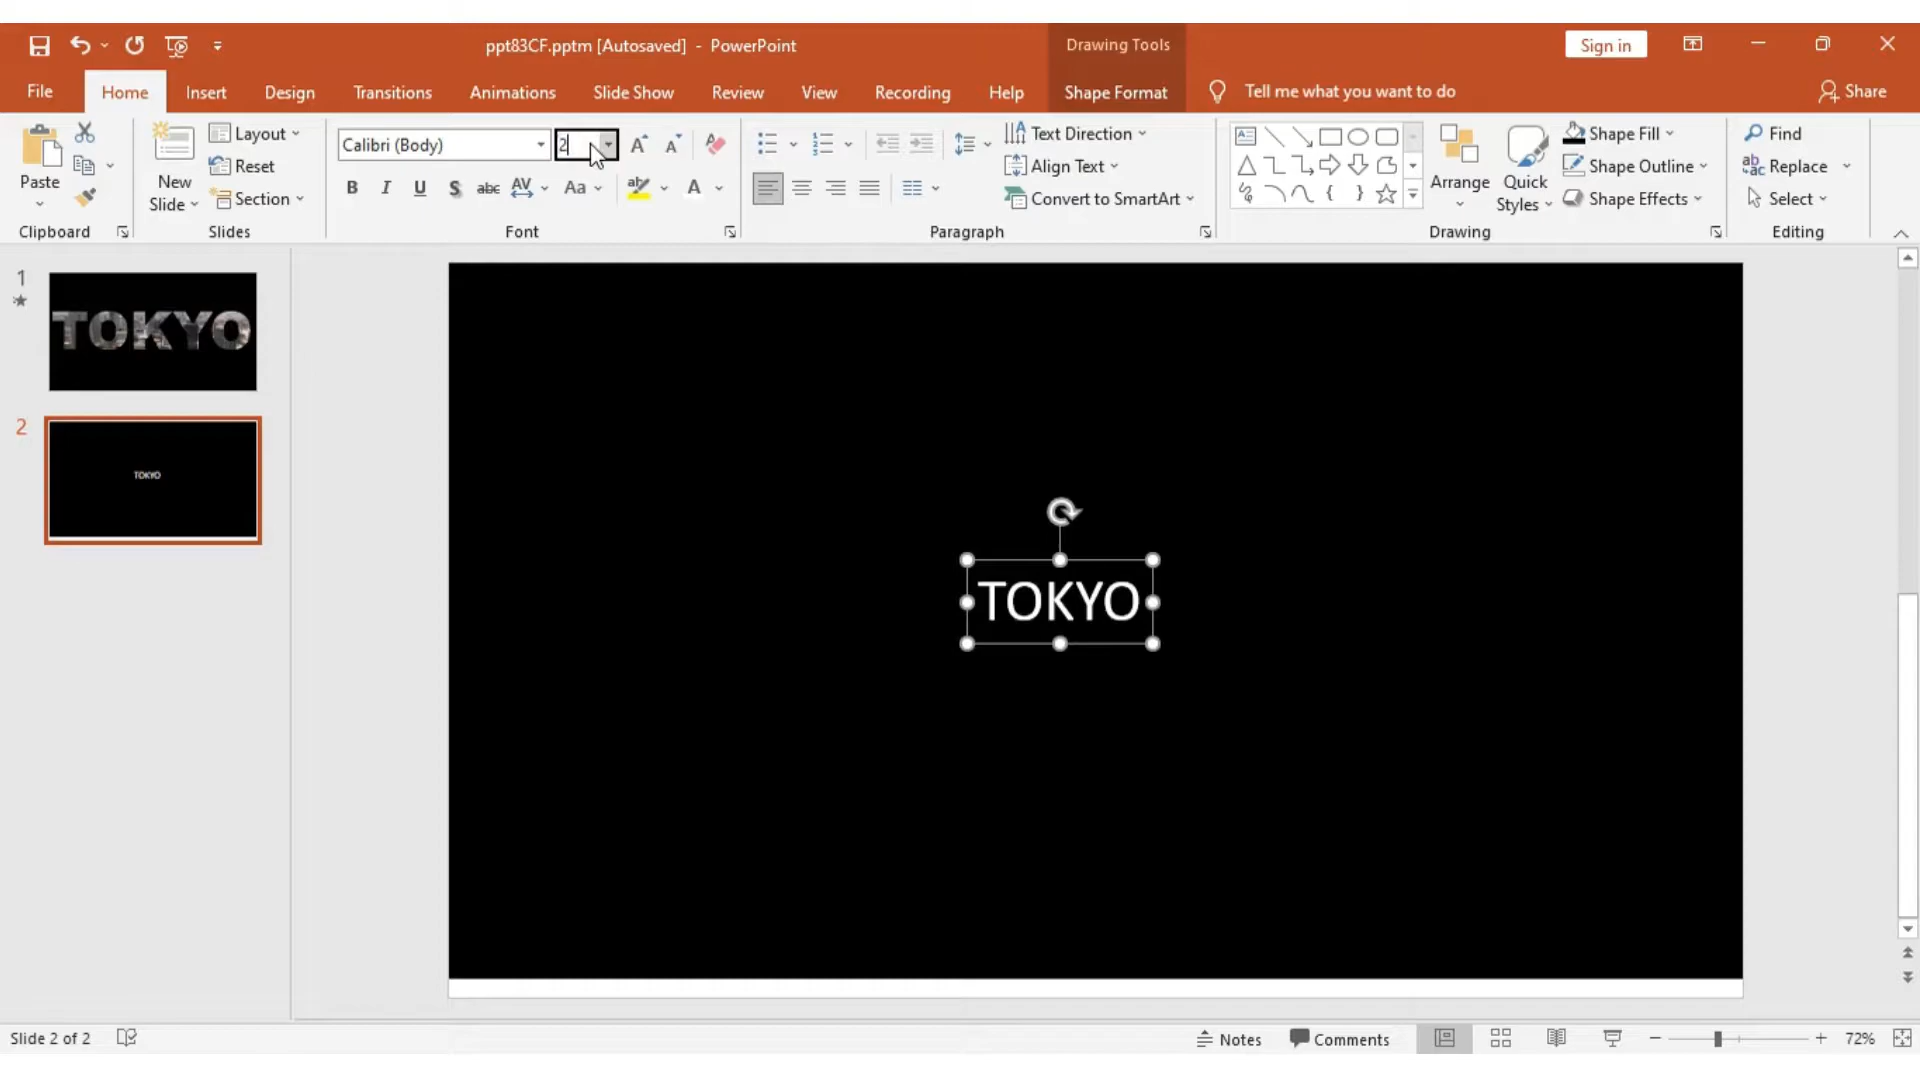 ppt83CF.pptm [Autosaved] - PowerPoint
Drawing Tools
Sign in
File
Home
Insert
Design
Transitions
Animations
Slide Show
Review
View
Recording
Help
Shape Format
Tell me what you want to do
Share
Paste
Clipboard
New
Slide
Layout
Reset
Section
Slides
Calibri (Body)
2
Font
Paragraph
Text Direction
Align Text
Convert to SmartArt
Arrange
Quick
Styles
Shape Fill
Shape Outline
Shape Effects
Drawing
Find
Replace
Select
Editing
1
TOKYO
2
TOKYO
TOKYO
Slide 2 of 2
Notes
Comments
72%